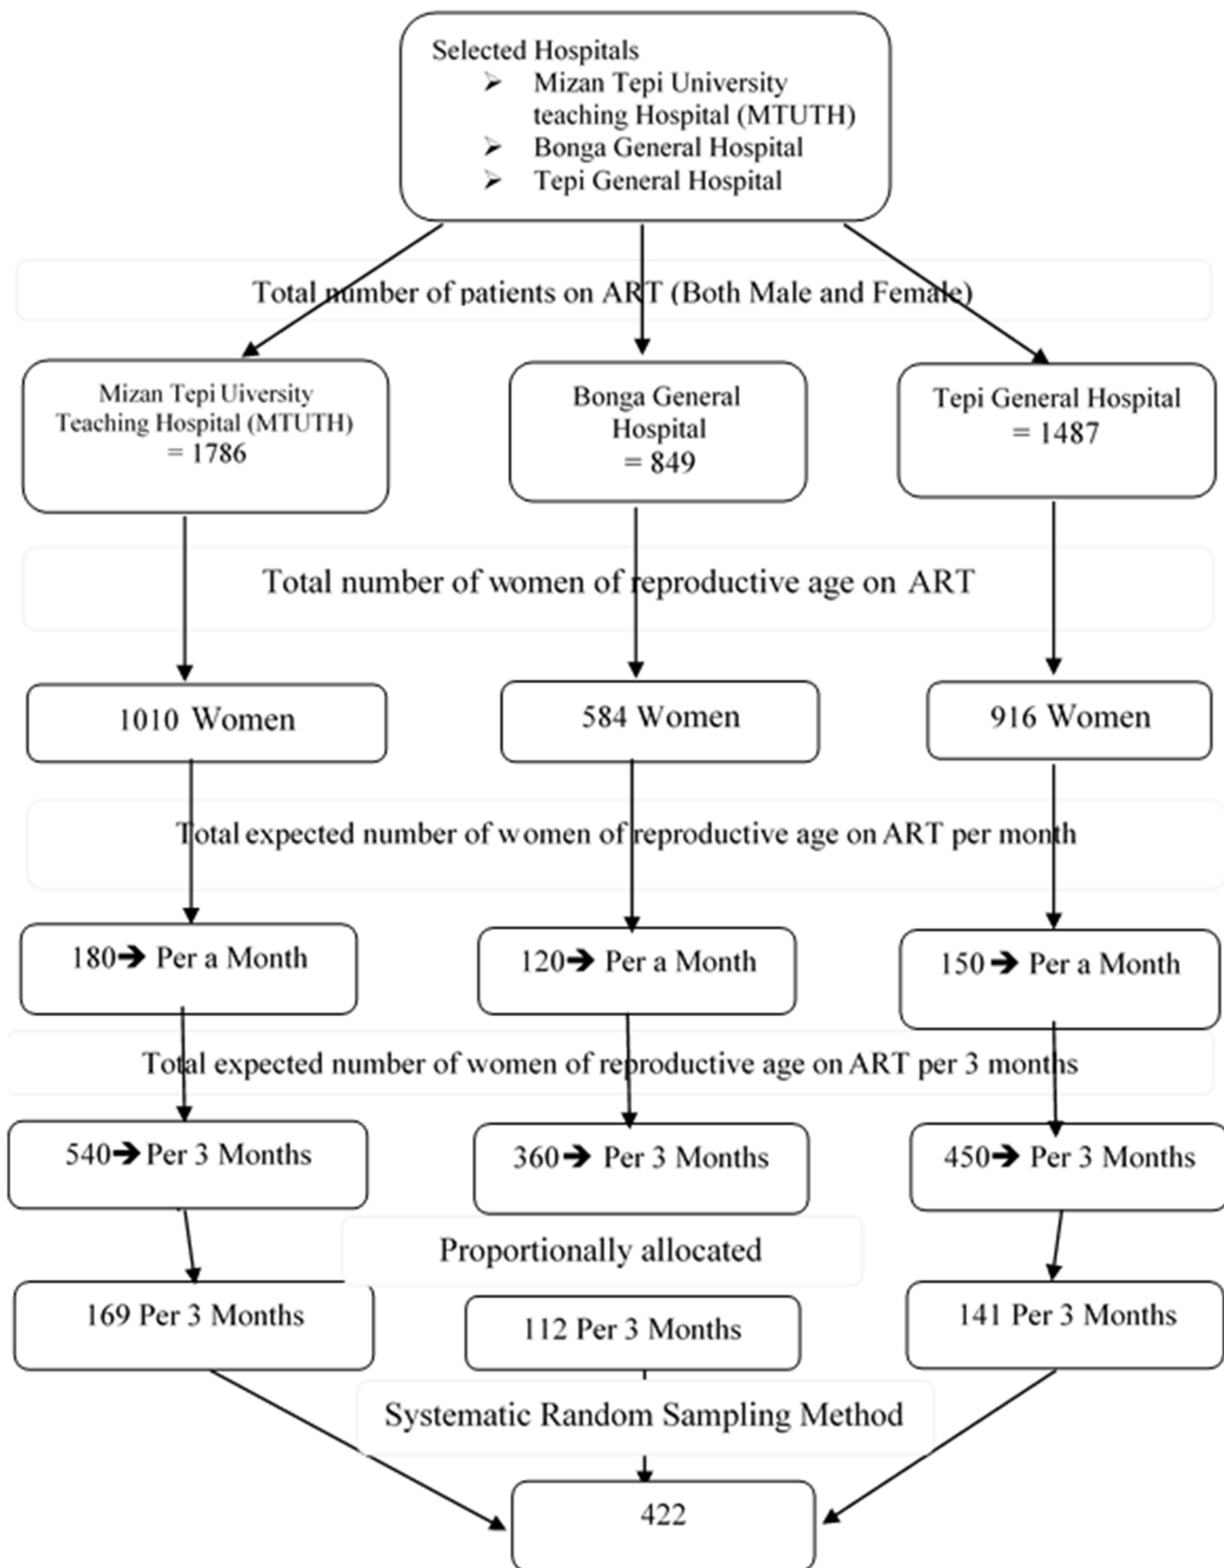 Selected Hospitals
➢ Mizan Tepi University
teaching Hospital (MTUTH)
➢ Bonga General Hospital
➢ Tepi General Hospital
Total number of patients on ART (Both Male and Female)
Mizan Tepi Uiversity
Teaching Hospital (MTUTH)
= 1786
Bonga General
Hospital
= 849
Tepi General Hospital
= 1487
Total number of women of reproductive age on ART
1010 Women
584 Women
916 Women
Total expected number of women of reproductive age on ART per month
180➔ Per a Month
120➔ Per a Month
150➔ Per a Month
Total expected number of women of reproductive age on ART per 3 months
540➔ Per 3 Months
360➔ Per 3 Months
450➔ Per 3 Months
Proportionally allocated
169 Per 3 Months
112 Per 3 Months
141 Per 3 Months
Systematic Random Sampling Method
422